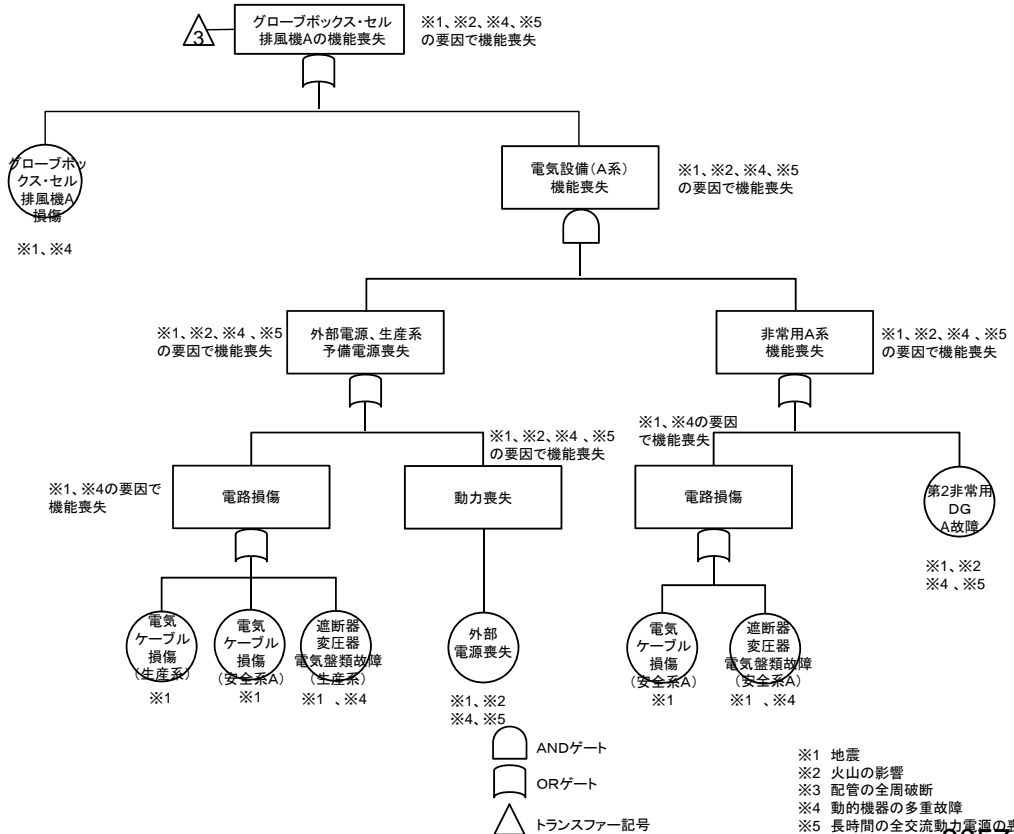 3
グローブボックス・セル
排風機Aの機能喪失
※1、※2、※4、※5
の要因で機能喪失
グローブボッ
クス・セル
排風機A
損傷
※1、※4
電気設備(A系)
機能喪失
※1、※2、※4、※5
の要因で機能喪失
※1、※2、※4 、※5
の要因で機能喪失
外部電源、生産系
予備電源喪失
非常用A系
機能喪失
※1、※2、※4 、※5
の要因で機能喪失
※1、※4の要因で
機能喪失
電路損傷
※1、※2、※4 、※5
の要因で機能喪失
動力喪失
※1、※4の要因
で機能喪失
電路損傷
第2非常用
DG
A故障
※1、※2
※4 、※5
電気
ケーブル
損傷
(生産系)
※1
電気
ケーブル
損傷
(安全系A)
※1
遮断器
変圧器
電気盤類故障
(生産系)
※1 、※4
外部
電源喪失
※1、※2
※4、※5
電気
ケーブル
損傷
(安全系A)
※1
遮断器
変圧器
電気盤類故障
(安全系A)
※1 、※4
ANDゲート
ORゲート
トランスファー記号
※1 地震
※2 火山の影響
※3 配管の全周破断
※4 動的機器の多重故障
※5 長時間の全交流動力電源の